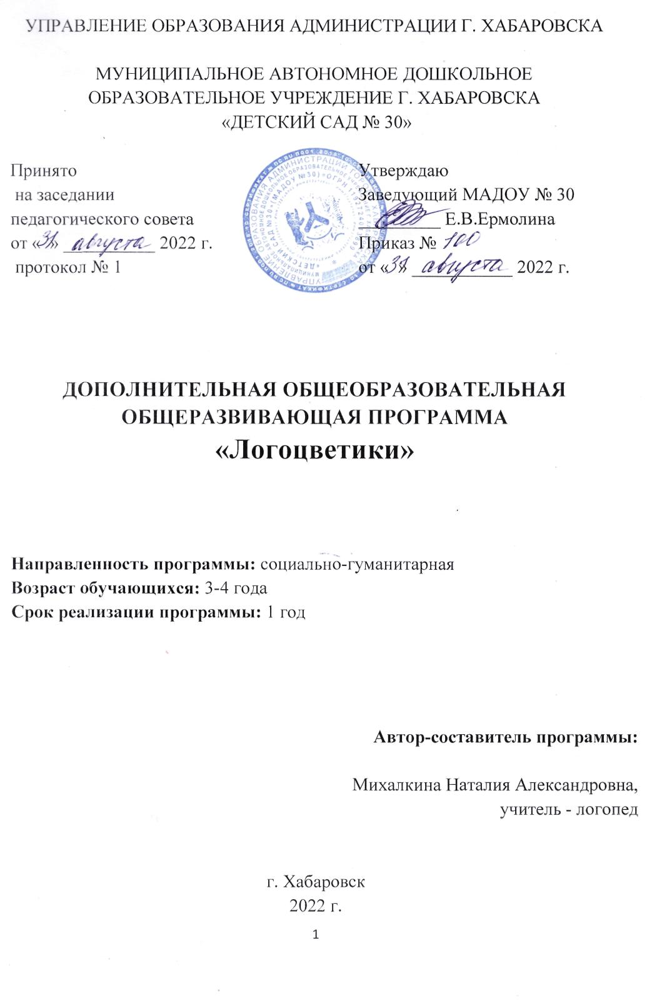 УПРАВЛЕНИЕ ОБРАЗОВАНИЯ АДМИНИСТРАЦИИ Г. ХАБАРОВСКА
МУНИЦИПАЛЬНОЕ АВТОНОМНОЕ ДОШКОЛЬНОЕ
ОБРАЗОВАТЕЛЬНОЕ УЧРЕЖДЕНИЕ Г. ХАБАРОВСКА
«ДЕТСКИЙ САД № 30»
Принято
на заседании
педагогического совета
от «31» августа 2022 г.
протокол № 1
Утверждаю
Заведующий МАДОУ № 30
Е.В.Ермолина
Приказ № 100
от «31» августа 2022 г.
ДОПОЛНИТЕЛЬНАЯ ОБЩЕОБРАЗОВАТЕЛЬНАЯ
ОБЩЕРАЗВИВАЮЩАЯ ПРОГРАММА
«Логоцветики»
Направленность программы: социально-гуманитарная
Возраст обучающихся: 3-4 года
Срок реализации программы: 1 год
Автор-составитель программы:
Михалкина Наталия Александровна,
учитель - логопед
г. Хабаровск
2022 г.
1